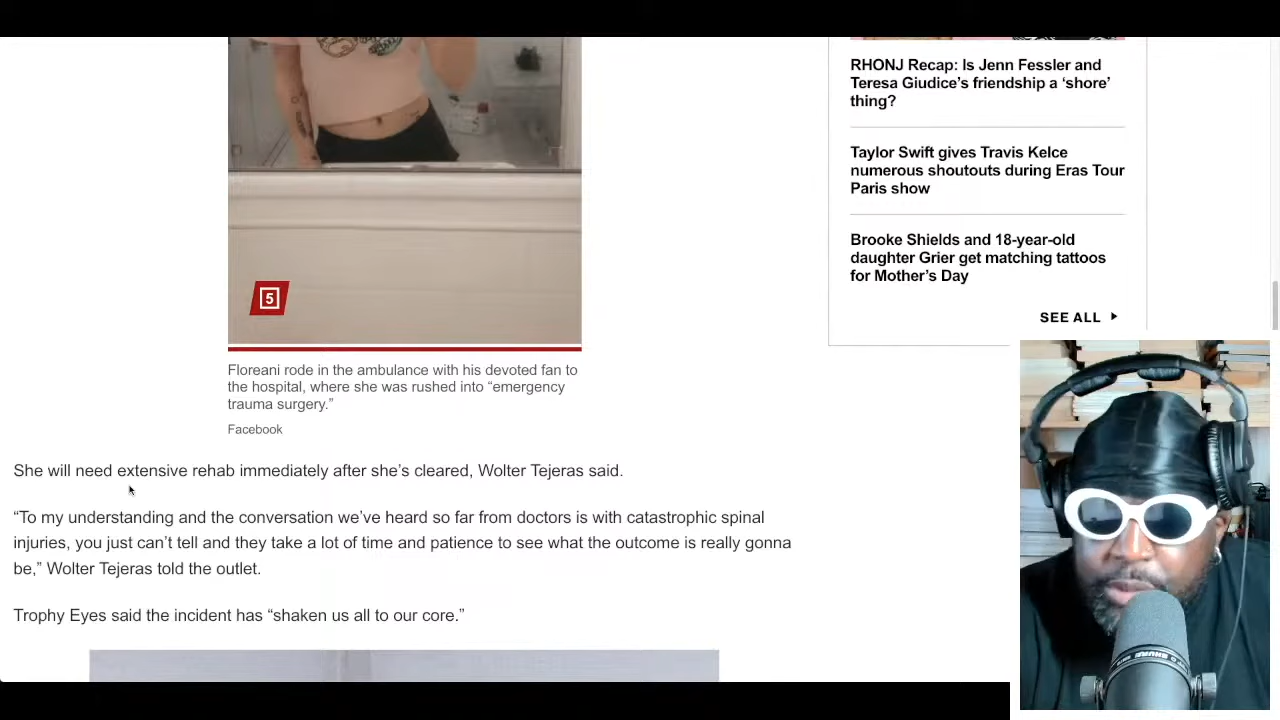 RHONJ Recap: Is Jenn Fessler and
Teresa Giudice’s friendship a ‘shore’
thing?
Taylor Swift gives Travis Kelce
numerous shoutouts during Eras Tour
Paris show
Brooke Shields and 18-year-old
daughter Grier get matching tattoos
for Mother’s Day
SEE ALL
5
Floreani rode in the ambulance with his devoted fan to
the hospital, where she was rushed into “emergency
trauma surgery.”
Facebook
She will need extensive rehab immediately after she’s cleared, Wolter Tejeras said.
“To my understanding and the conversation we’ve heard so far from doctors is with catastrophic spinal
injuries, you just can’t tell and they take a lot of time and patience to see what the outcome is really gonna
be,” Wolter Tejeras told the outlet.
Trophy Eyes said the incident has “shaken us all to our core.”